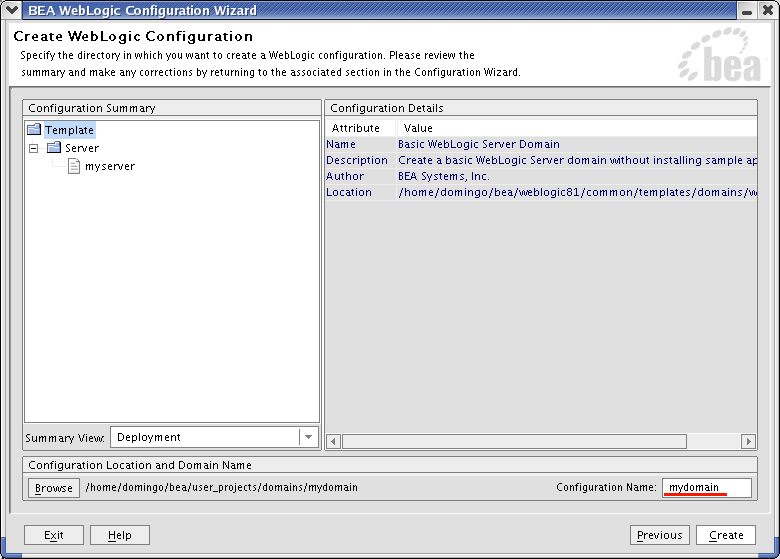 BEA WebLogic Configuration Wizard
Create WebLogic Configuration
Specify the directory in which you want to create a WebLogic configuration. Please review the
summary and make any corrections by returning to the associated section in the Configuration Wizard.
bea
Configuration Summary
Template
Server
myserver
Summary View: Deployment
Configuration Details
Attribute Value
Name Basic WebLogic Server Domain
Description Create a basic WebLogic Server domain without installing sample ap
Author BEA Systems, Inc.
Location /home/domingo/bea/weblogic81/common/templates/domains/w
Configuration Location and Domain Name
Browse /home/domingo/bea/user_projects/domains/mydomain Configuration Name: mydomain
Exit Help Previous Create